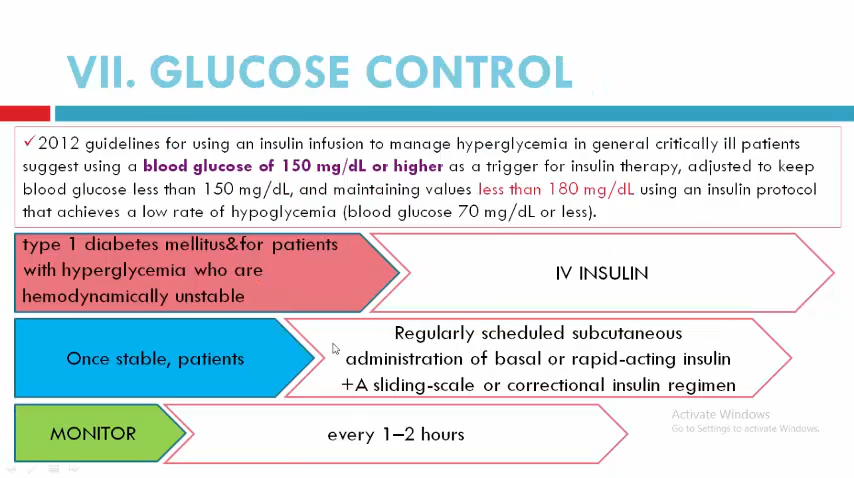 VII. GLUCOSE CONTROL
✓2012 guidelines for using an insulin infusion to manage hyperglycemia in general critically ill patients
suggest using a blood glucose of 150 mg/dL or higher as a trigger for insulin therapy, adjusted to keep
blood glucose less than 150 mg/dL, and maintaining values less than 180 mg/dL using an insulin protocol
that achieves a low rate of hypoglycemia (blood glucose 70 mg/dL or less).
type 1 diabetes mellitus&for patients
with hyperglycemia who are
hemodynamically unstable
IV INSULIN
Once stable, patients
Regularly scheduled subcutaneous
administration of basal or rapid-acting insulin
+A sliding-scale or correctional insulin regimen
MONITOR
every 1–2 hours
Activate Windows
Go to Settings to activate Windows.